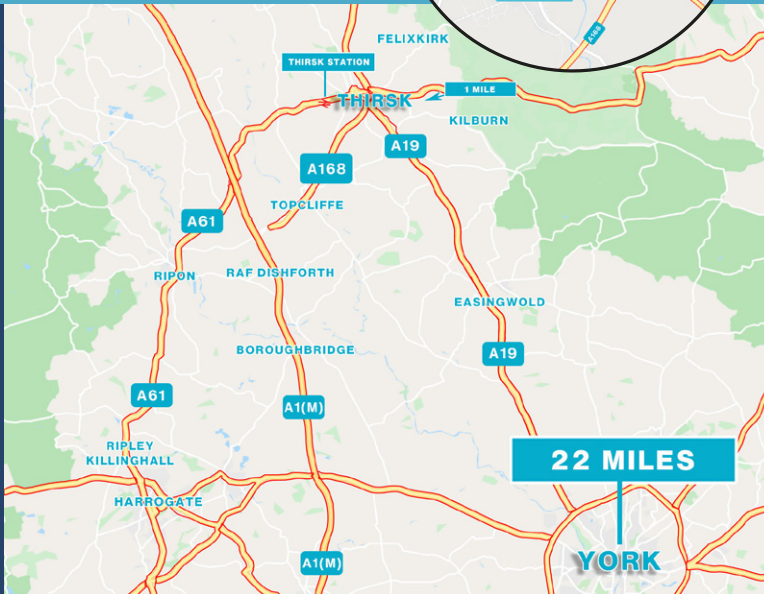 A168
FELIXKIRK
THIRSK STATION
1 MILE
THIRSK
KILBURN
A19
A168
TOPCLIFFE
A61
RIPON
RAF DISHFORTH
EASINGWOLD
BOROUGHBRIDGE
A19
A61
A1(M)
RIPLEY
KILLINGHALL
22 MILES
HARROGATE
YORK
A1(M)